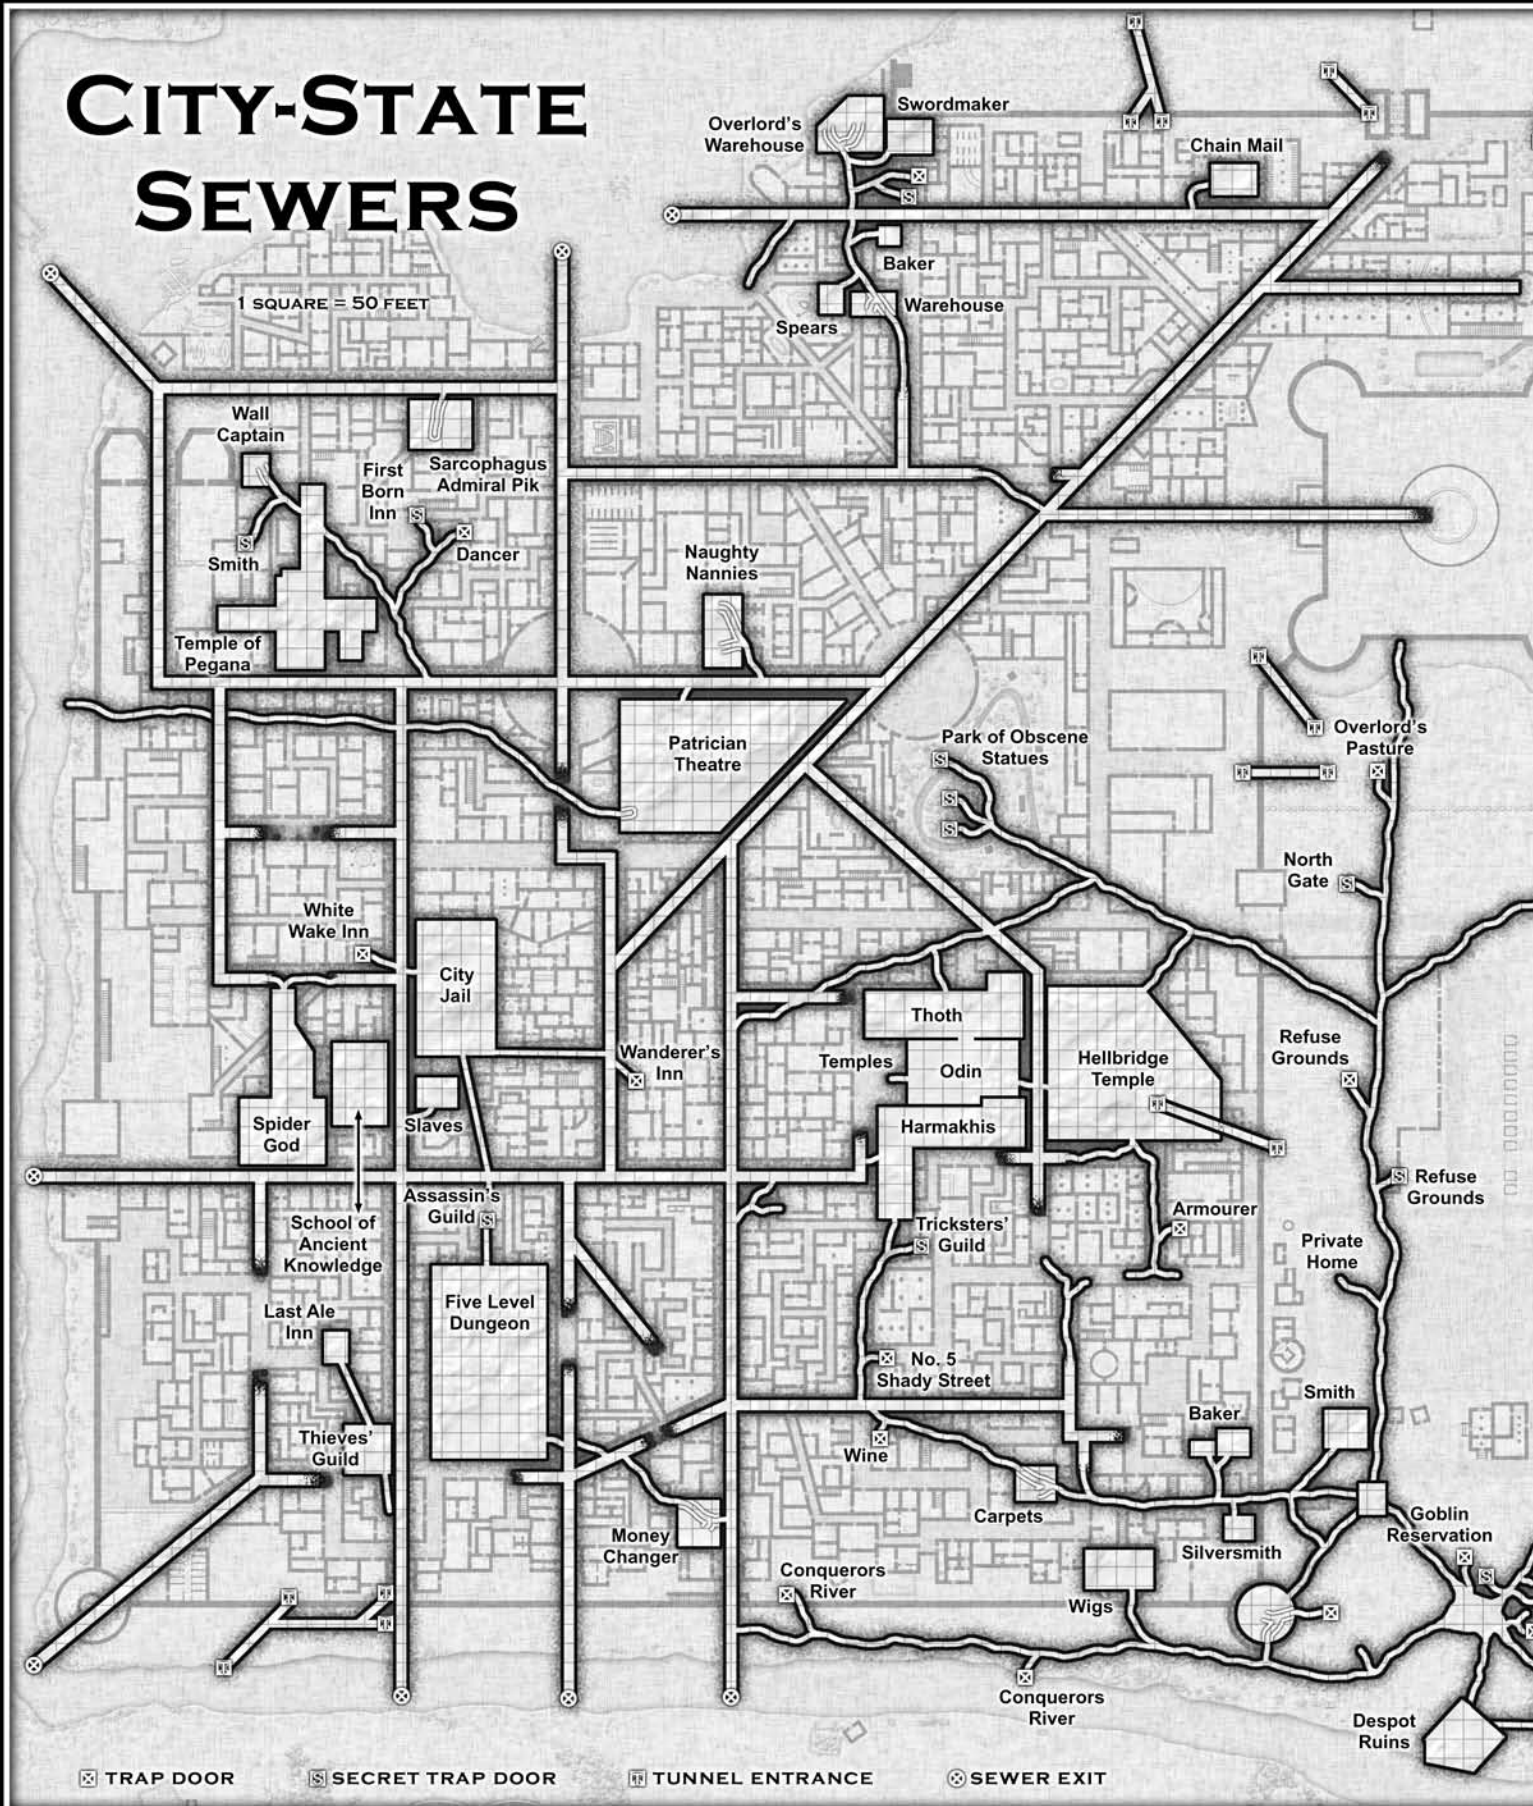 CITY-STATE
SEWERS
1 SQUARE = 50 FEET
Overlord's
Warehouse
Swordmaker
Chain Mail
Baker
Spears
Warehouse
Wall
Captain
First
Born
Inn
Sarcophagus
Admiral Pik
Smith
Dancer
Naughty
Nannies
Temple of
Pegana
Patrician
Theatre
Park of Obscene
Statues
Overlord's
Pasture
North
Gate
White
Wake Inn
City
Jail
Thoth
Temples
Odin
Wanderer's
Inn
Hellbridge
Temple
Refuse
Grounds
Spider
God
Slaves
Harmakhis
Refuse
Grounds
School of
Ancient
Knowledge
Assassin's
Guild
Tricksters'
Guild
Armourer
Private
Home
Last Ale
Inn
Five Level
Dungeon
No. 5
Shady Street
Thieves'
Guild
Wine
Baker
Smith
Carpets
Silversmith
Goblin
Reservation
Money
Changer
Conquerors
River
Wigs
Conquerors
River
Despot
Ruins
TRAP DOOR
S SECRET TRAP DOOR
T TUNNEL ENTRANCE
SEWER EXIT